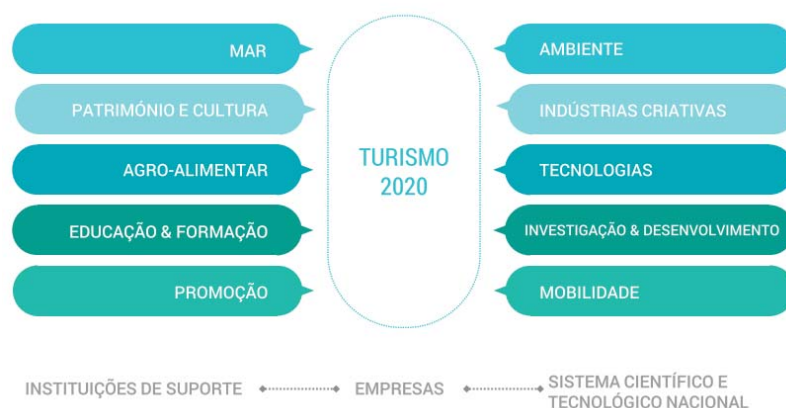 MAR
PATRIMÓNIO E CULTURA
AGRO-ALIMENTAR
EDUCAÇÃO & FORMAÇÃO
PROMOÇÃO
TURISMO
2020
AMBIENTE
INDÚSTRIAS CRIATIVAS
TECNOLOGIAS
INVESTIGAÇÃO & DESENVOLVIMENTO
MOBILIDADE
INSTITUIÇÕES DE SUPORTE
EMPRESAS
SISTEMA CIENTÍFICO E
TECNOLÓGICO NACIONAL